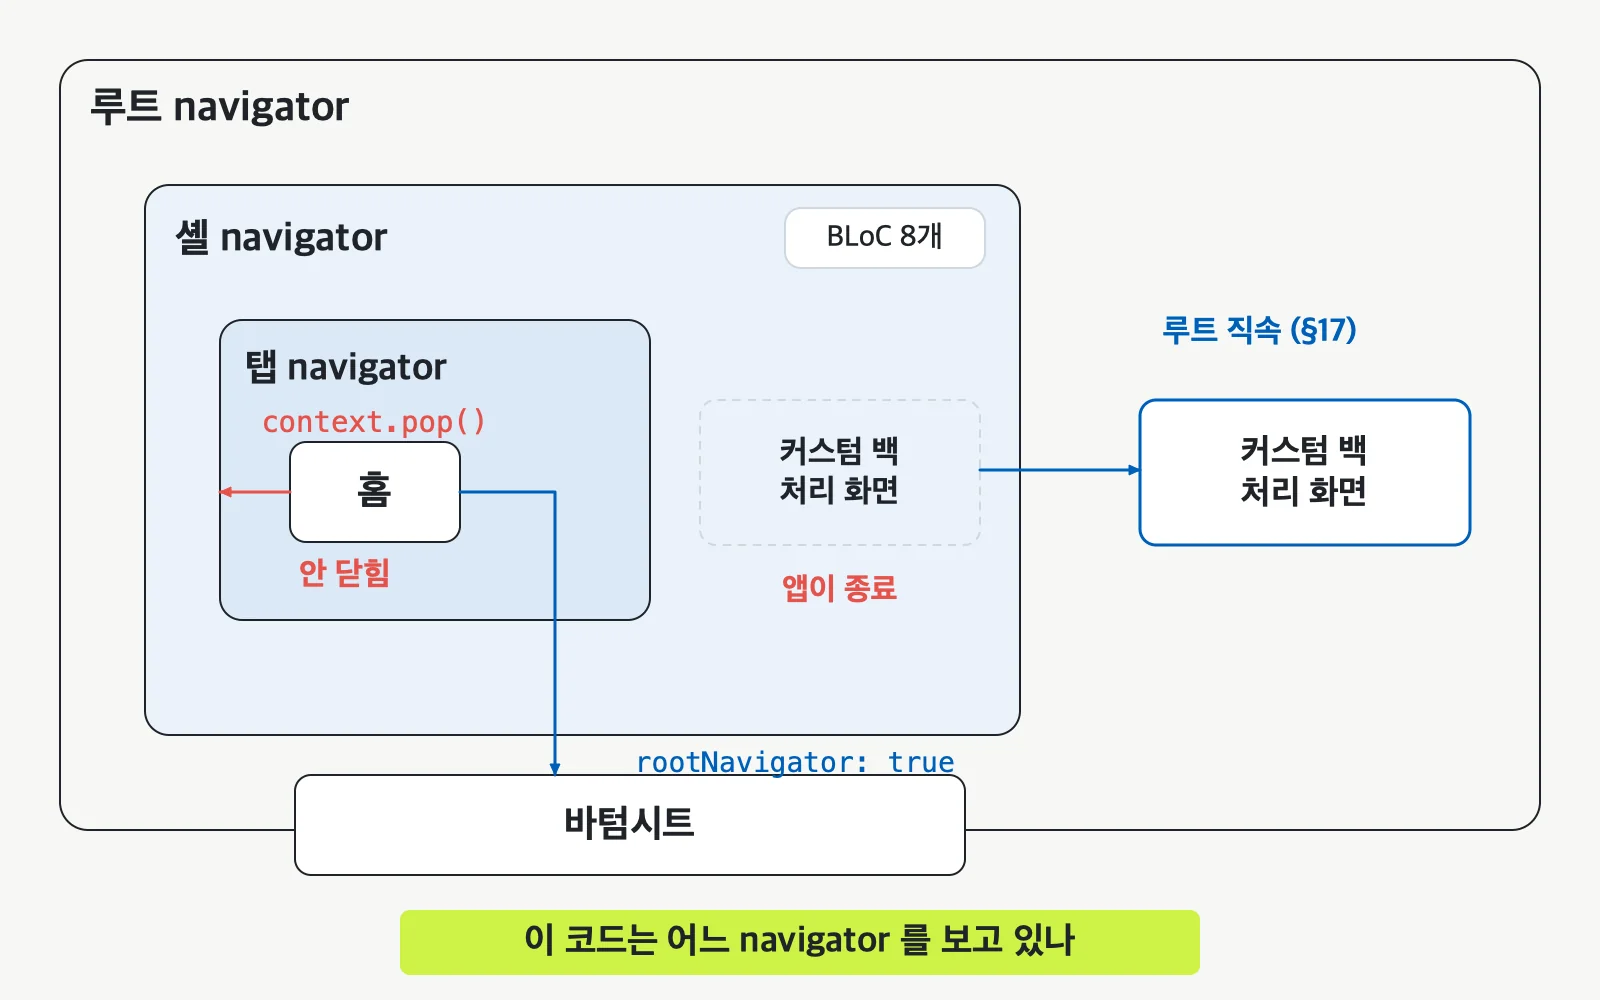 루트 navigator
셸 navigator
BLoC 8개
탭 navigator
context.pop()
홈
안 닫힘
커스텀 백
처리 화면
앱이 종료
루트 직속 (§17)
커스텀 백
처리 화면
rootNavigator: true
바텀시트
이 코드는 어느 navigator 를 보고 있나